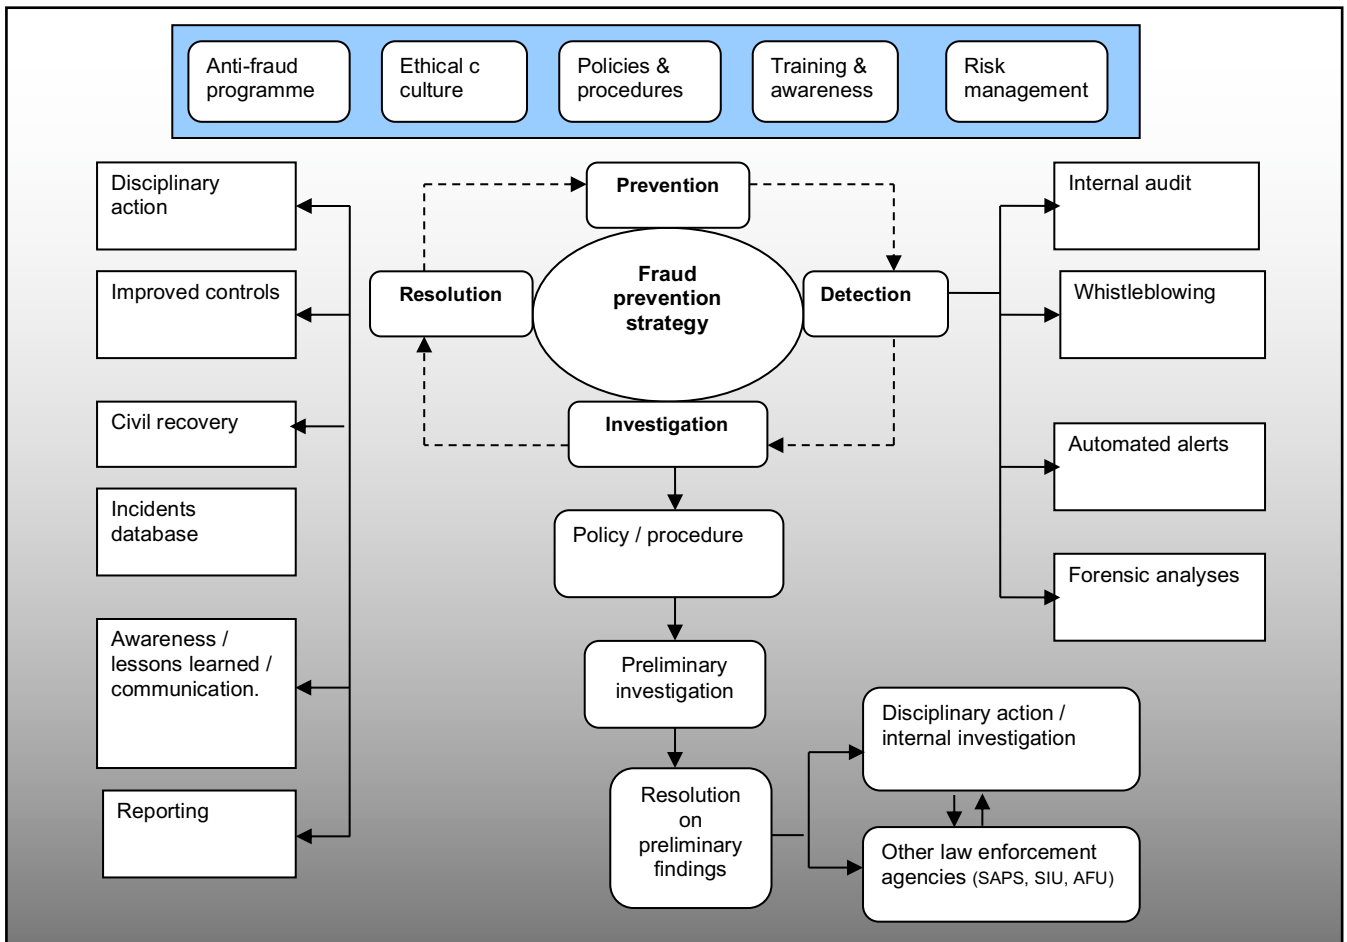 Anti-fraud
programme
Ethical c
culture
Policies &
procedures
Training &
awareness
Risk
management
Disciplinary
action
Improved controls
Civil recovery
Incidents
database
Awareness /
lessons learned /
communication.
Reporting
Prevention
Resolution
Fraud
prevention
strategy
Detection
Investigation
Policy / procedure
Preliminary
investigation
Resolution
on
preliminary
findings
Disciplinary action /
internal investigation
Other law enforcement
agencies (SAPS, SIU, AFU)
Internal audit
Whistleblowing
Automated alerts
Forensic analyses